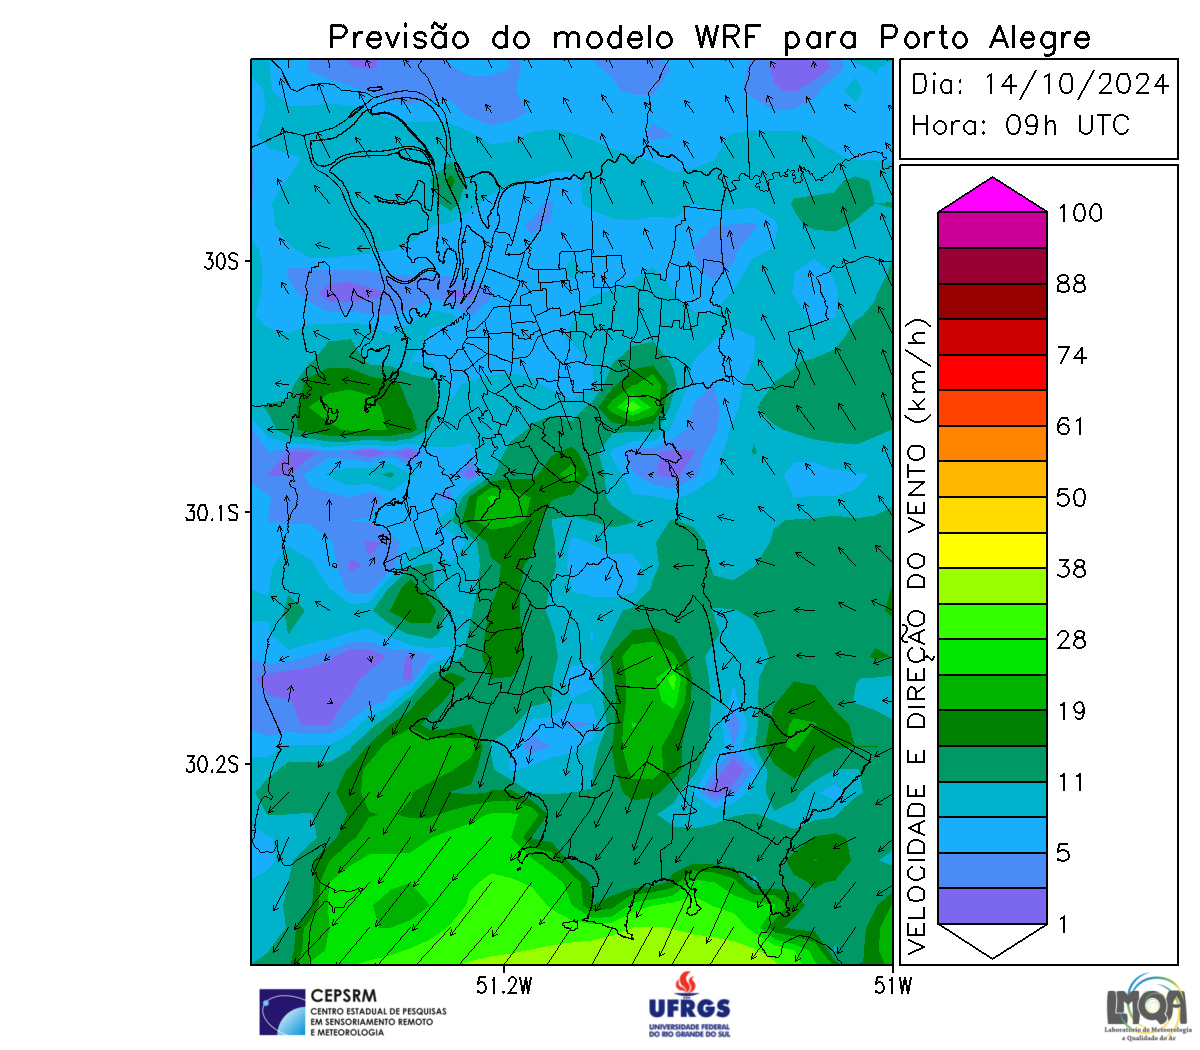 Previsão do modelo WRF para Porto Alegre
Dia: 14/10/2024
Hora: 09h UTC
30S
30.1S
30.2S
51.2W
51W
VELOCIDADE E DIREÇÃO DO VENTO (km/h)
100
88
74
61
50
38
28
19
11
5
1
CEPSRM
CENTRO ESTADUAL DE PESQUISAS
EM SENSORIAMENTO REMOTO
E METEOROLOGIA
UFRGS
UNIVERSIDADE FEDERAL
DO RIO GRANDE DO SUL
LMQA
Laboratório de Meteorologia
e Qualidade do Ar